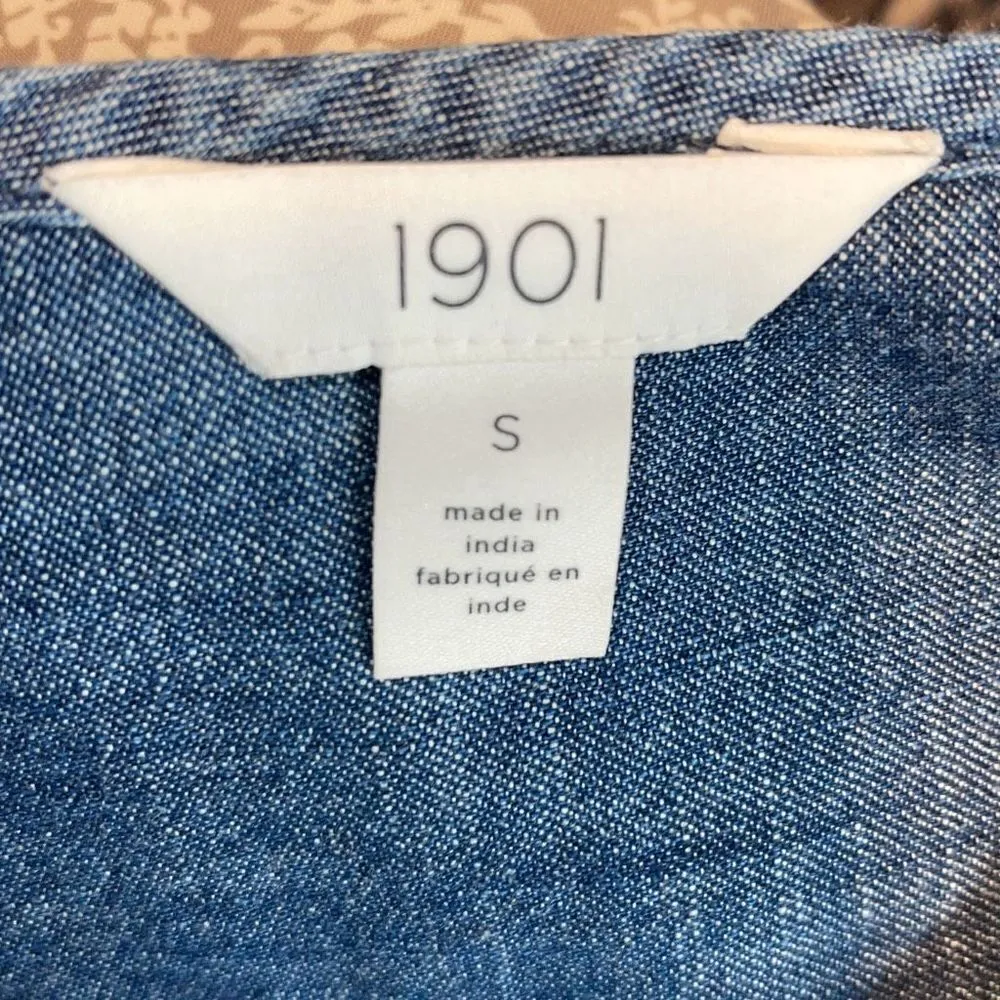 1901
S
made in
india
fabriqué en
inde